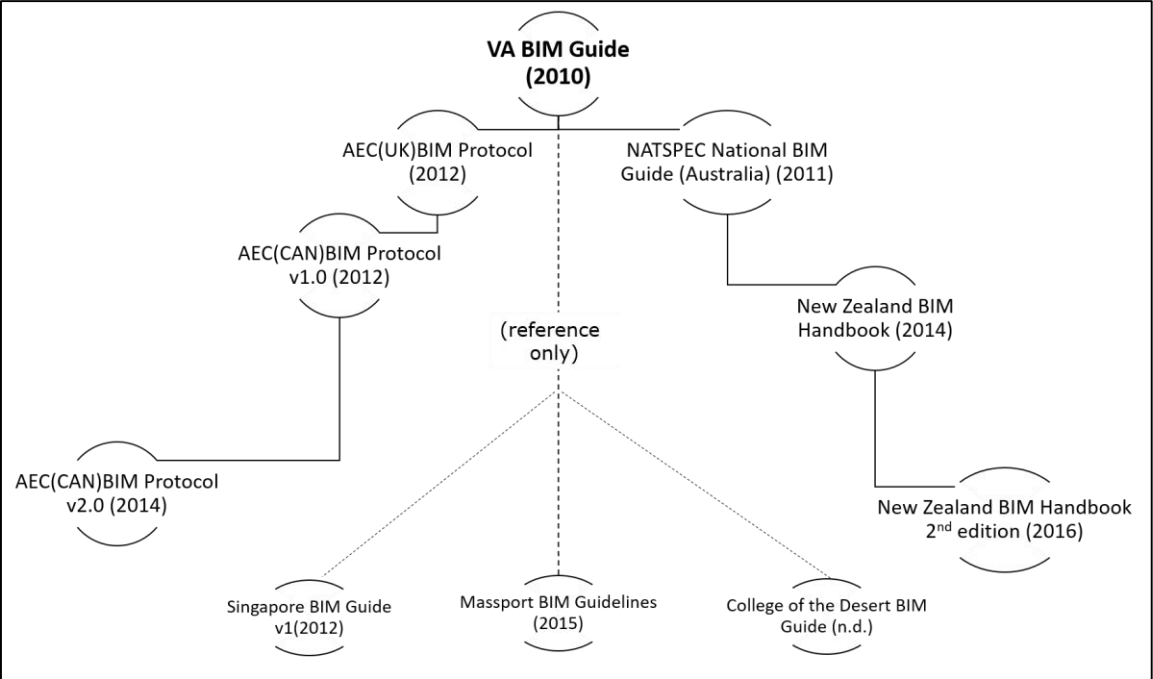 VA BIM Guide
(2010)
AEC(UK)BIM Protocol
(2012)
NATSPEC National BIM
Guide (Australia) (2011)
AEC(CAN)BIM Protocol
v1.0 (2012)
New Zealand BIM
Handbook (2014)
(reference
only)
AEC(CAN)BIM Protocol
v2.0 (2014)
New Zealand BIM Handbook
2nd edition (2016)
Singapore BIM Guide
v1(2012)
Massport BIM Guidelines
(2015)
College of the Desert BIM
Guide (n.d.)